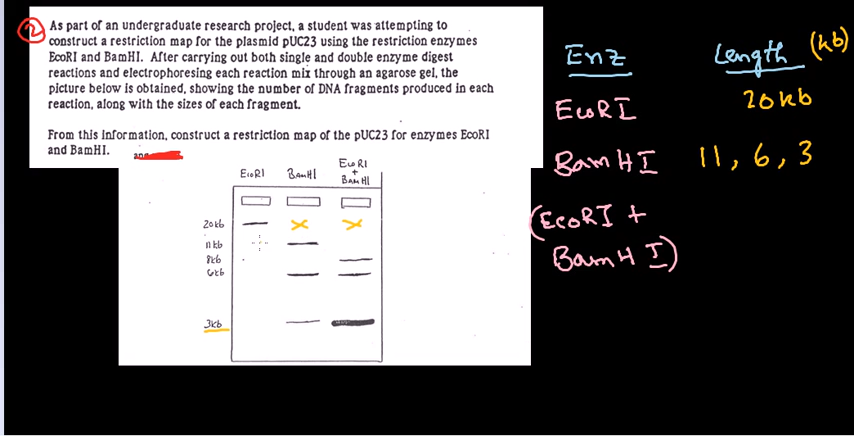 2 As part of an undergraduate research project, a student was attempting to
construct a restriction map for the plasmid pUC23 using the restriction enzymes
EcoRI and BamHI. After carrying out both single and double enzyme digest
reactions and electrophoresing each reaction mix through an agarose gel, the
picture below is obtained, showing the number of DNA fragments produced in each
reaction, along with the sizes of each fragment.
From this information, construct a restriction map of the pUC23 for enzymes EcoRI
and BamHI.
EcoRI BamHI EcoRI
+
BamHI
20kb
11kb
8kb
6kb
3kb
Enz Length (kb)
EcoRI 20kb
BamHI 11, 6, 3
(EcoRI +
BamHI)